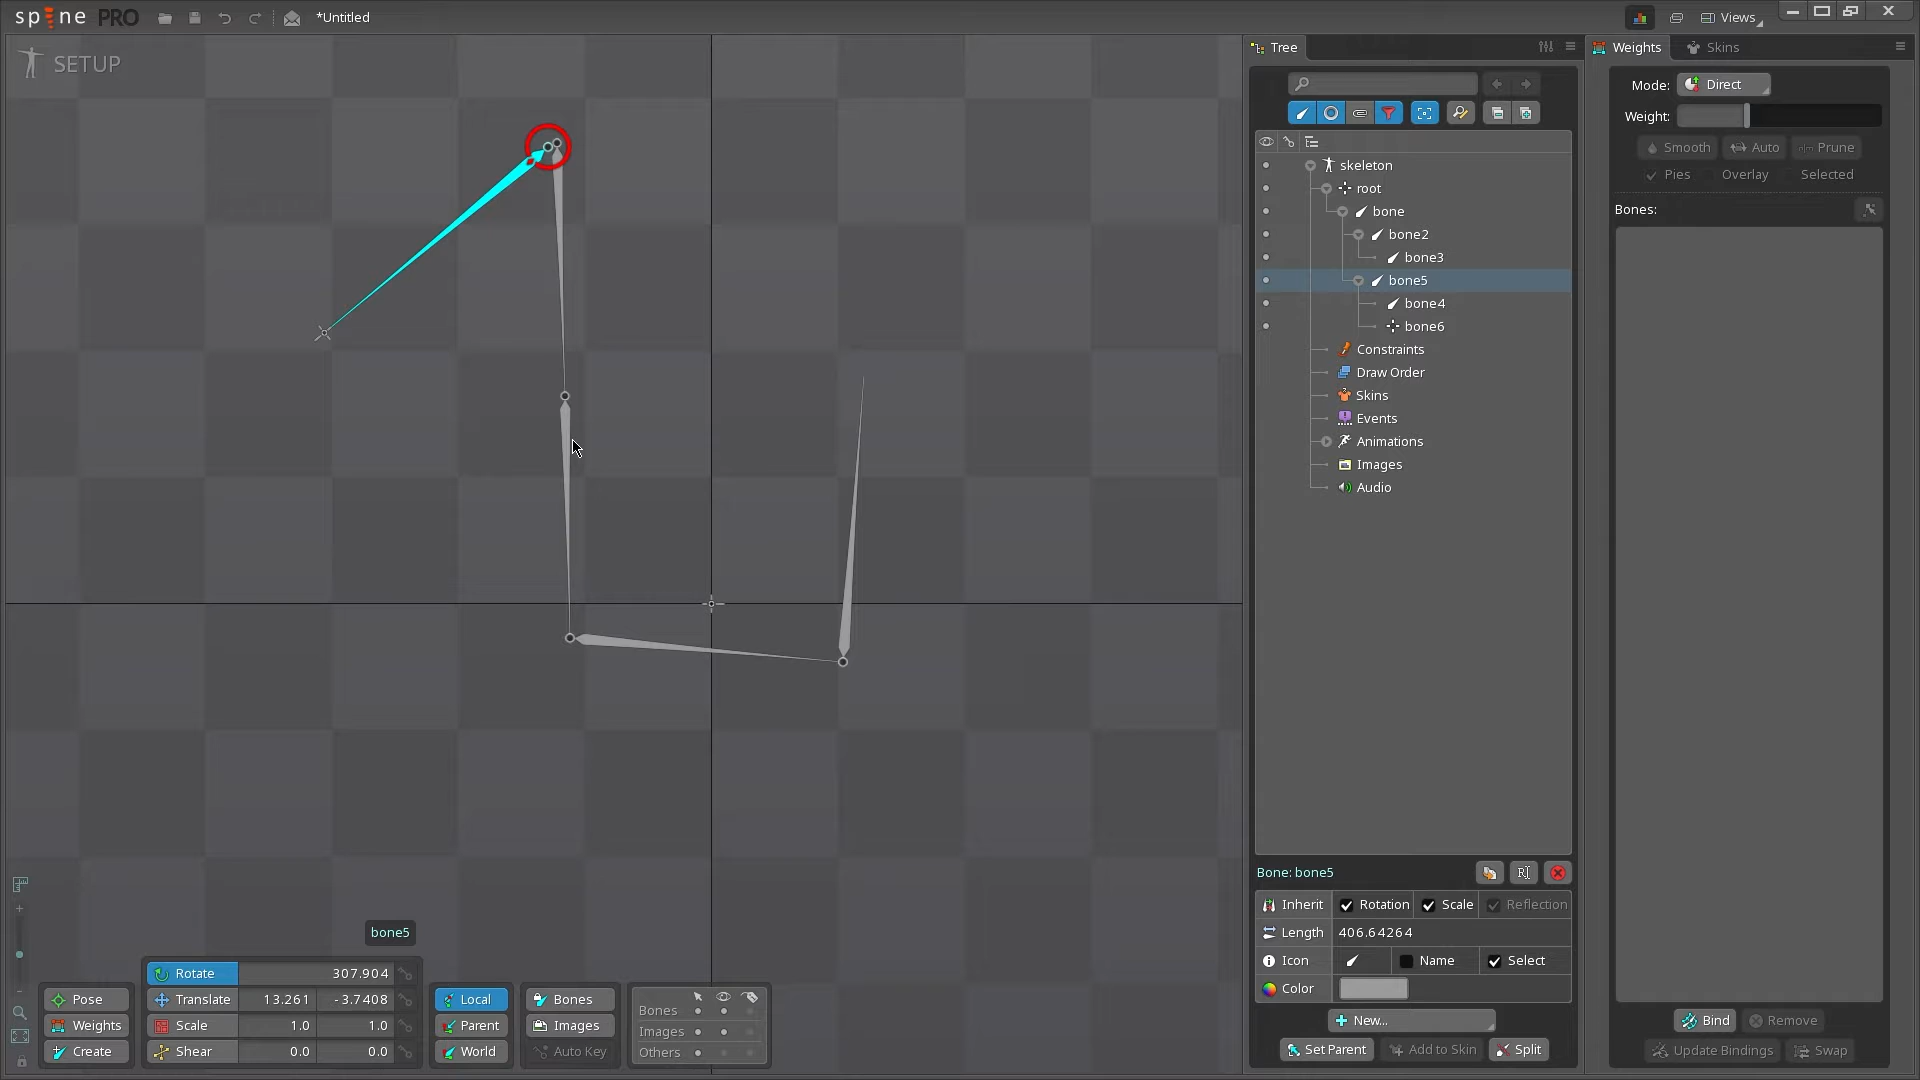 spine PRO
*Untitled
Views
SETUP
Tree
Weights
Skins
Mode:
Direct
Weight:
Smooth
Auto
Prune
Pies
Overlay
Selected
Bones:
skeleton
root
bone
bone2
bone3
bone5
bone4
bone6
Constraints
Draw Order
Skins
Events
Animations
Images
Audio
Bone: bone5
Inherit
Rotation
Scale
Reflection
Length
406.64264
Icon
Name
Select
Color
New...
Set Parent
Add to Skin
Split
Bind
Remove
Update Bindings
Swap
bone5
Pose
Weights
Create
Rotate 307.904
Translate 13.261 -3.7408
Scale 1.0 1.0
Shear 0.0 0.0
Local
Parent
World
Bones
Images
Auto Key
Bones
Images
Others